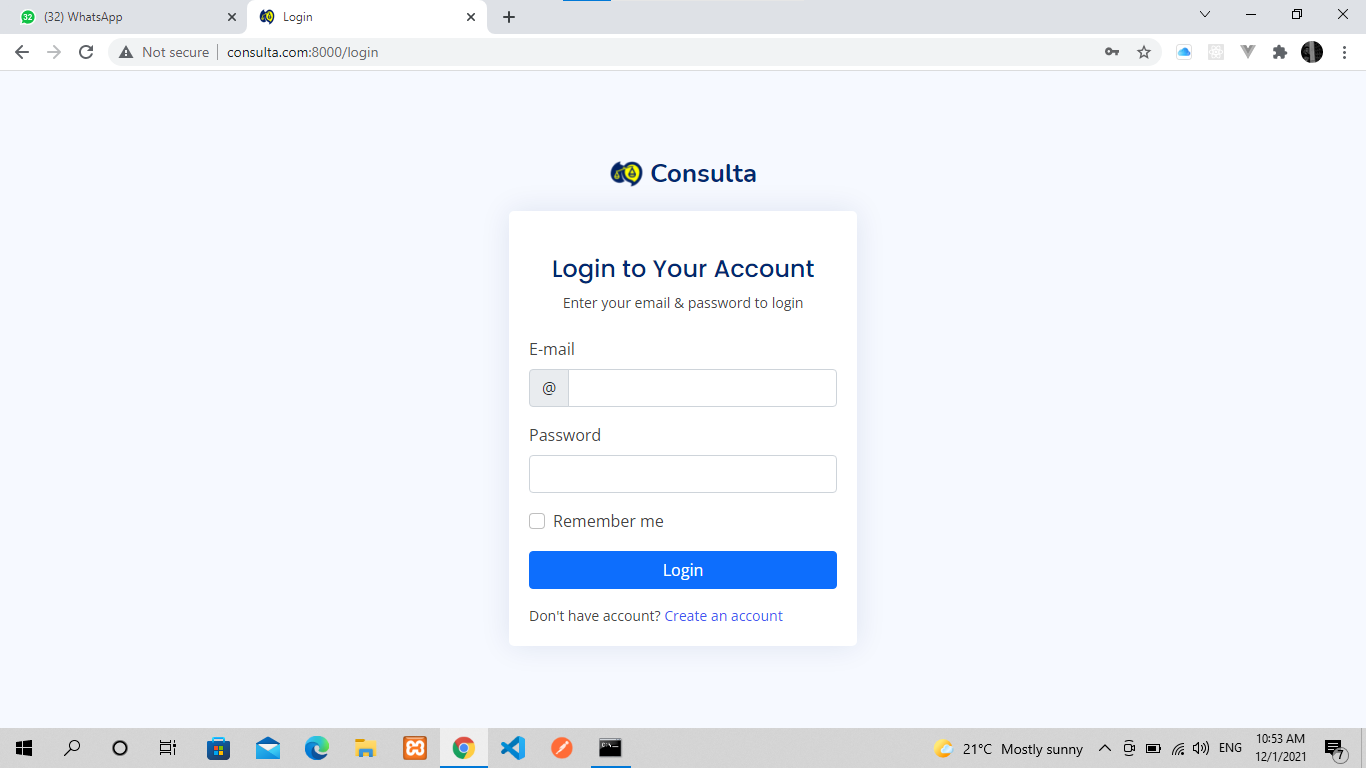 32
(32) WhatsApp
Login
Not secure
consulta.com:8000/login
Consulta
Login to Your Account
Enter your email & password to login
E-mail
@
Password
Remember me
Login
Don't have account? Create an account
21°C Mostly sunny
ENG
10:53 AM
12/1/2021
7